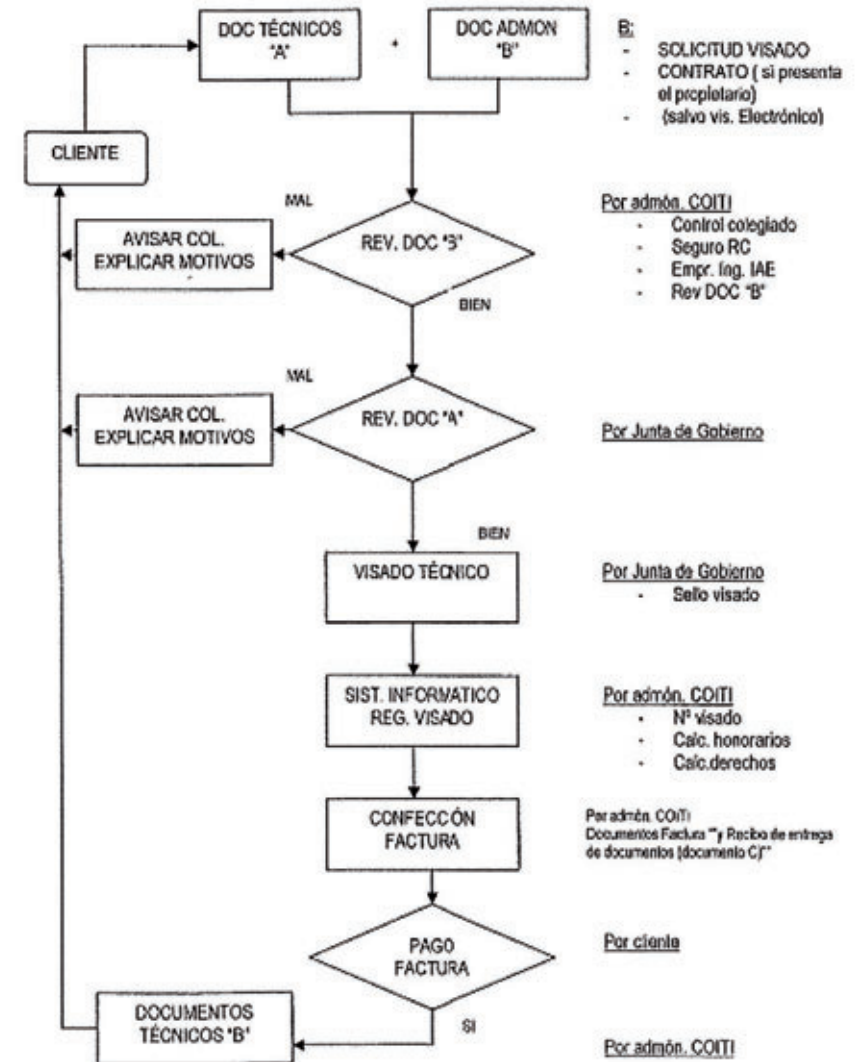 DOC TÉCNICOS
"A"
+
DOC ADMON
"B"
B:
- SOLICITUD VISADO
- CONTRATO ( si presenta
el propietario)
- (salvo vis. Electrónico)
CLIENTE
MAL
AVISAR COL.
EXPLICAR MOTIVOS
REV. DOC "B"
BIEN
Por admón. COITI
- Control colegiado
- Seguro RC
- Empr. Ing. IAE
- Rev DOC "B"
MAL
AVISAR COL.
EXPLICAR MOTIVOS
REV. DOC "A"
Por Junta de Gobierno
BIEN
VISADO TÉCNICO
Por Junta de Gobierno
- Sello visado
SIST. INFORMATICO
REG. VISADO
Por admón. COITI
- Nº visado
- Calc. honorarios
- Calc.derechos
CONFECCÓN
FACTURA
Por admón. COITI
Documentos Factura ""y Recibo de entrega
de documentos (documento C)""
PAGO
FACTURA
Por cliente
SI
DOCUMENTOS
TÉCNICOS "B"
Por admón. COITI